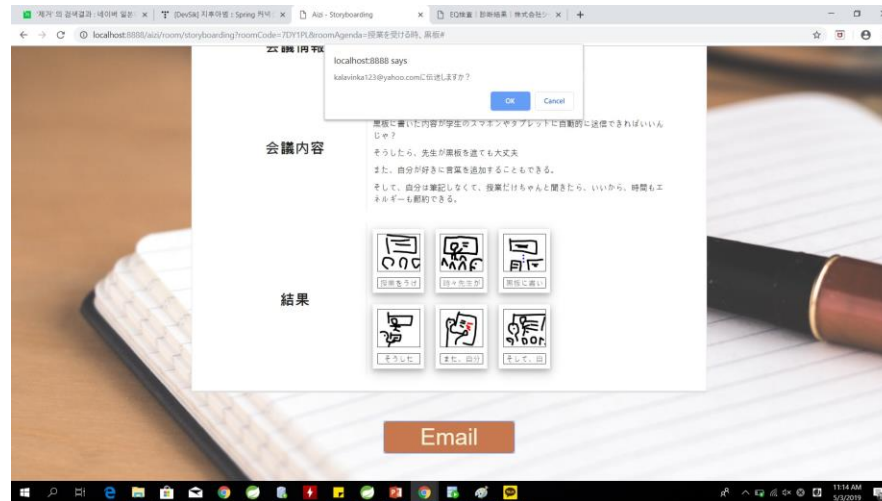 '제거'의 검색결과 : 네이버 일본
[DevSik] 지후아빠 : Spring 커넥
Aizi - Storyboarding
EQ検査 | 診断結果 | 株式会社シ
localhost:8888/aizi/room/storyboarding?roomCode=7DY1PL&roomAgenda=授業を受ける時、黒板#
localhost:8888 says
kalavinka123@yahoo.comに伝送しますか？
OK
Cancel
会議情報
会議内容
黒板に書いた内容が学生のスマホンやタブレットに自動的に送信できればいいん
じゃ？
そうしたら、先生が黒板を遮ても大丈夫
また、自分が好きに言葉を追加することもできる。
そして、自分は筆記しなくて、授業だけちゃんと聞きたら、いいから、時間もエ
ネルギーも節約できる。
結果
授業をうけ
時々先生が
黒板に書い
そうした
また、自分
そして、自
Email
11:14 AM
5/3/2019